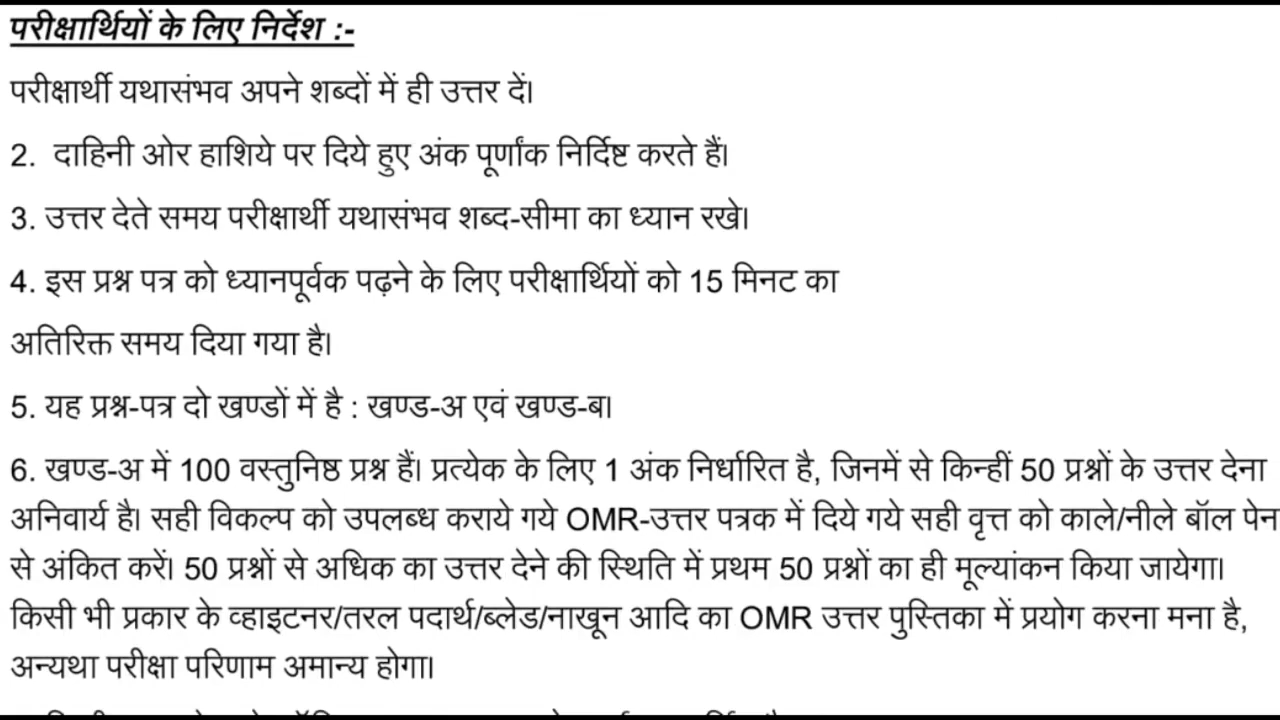 परीक्षार्थियों के लिए निर्देश :-
परीक्षार्थी यथासंभव अपने शब्दों में ही उत्तर दें।
2. दाहिनी ओर हाशिये पर दिये हुए अंक पूर्णांक निर्दिष्ट करते हैं।
3. उत्तर देते समय परीक्षार्थी यथासंभव शब्द-सीमा का ध्यान रखे।
4. इस प्रश्न पत्र को ध्यानपूर्वक पढ़ने के लिए परीक्षार्थियों को 15 मिनट का
अतिरिक्त समय दिया गया है।
5. यह प्रश्न-पत्र दो खण्डों में है : खण्ड-अ एवं खण्ड-ब।
6. खण्ड-अ में 100 वस्तुनिष्ठ प्रश्न हैं। प्रत्येक के लिए 1 अंक निर्धारित है, जिनमें से किन्हीं 50 प्रश्नों के उत्तर देना
अनिवार्य है। सही विकल्प को उपलब्ध कराये गये OMR-उत्तर पत्रक में दिये गये सही वृत्त को काले/नीले बॉल पेन
से अंकित करें। 50 प्रश्नों से अधिक का उत्तर देने की स्थिति में प्रथम 50 प्रश्नों का ही मूल्यांकन किया जायेगा।
किसी भी प्रकार के व्हाइटनर/तरल पदार्थ/ब्लेड/नाखून आदि का OMR उत्तर पुस्तिका में प्रयोग करना मना है,
अन्यथा परीक्षा परिणाम अमान्य होगा।